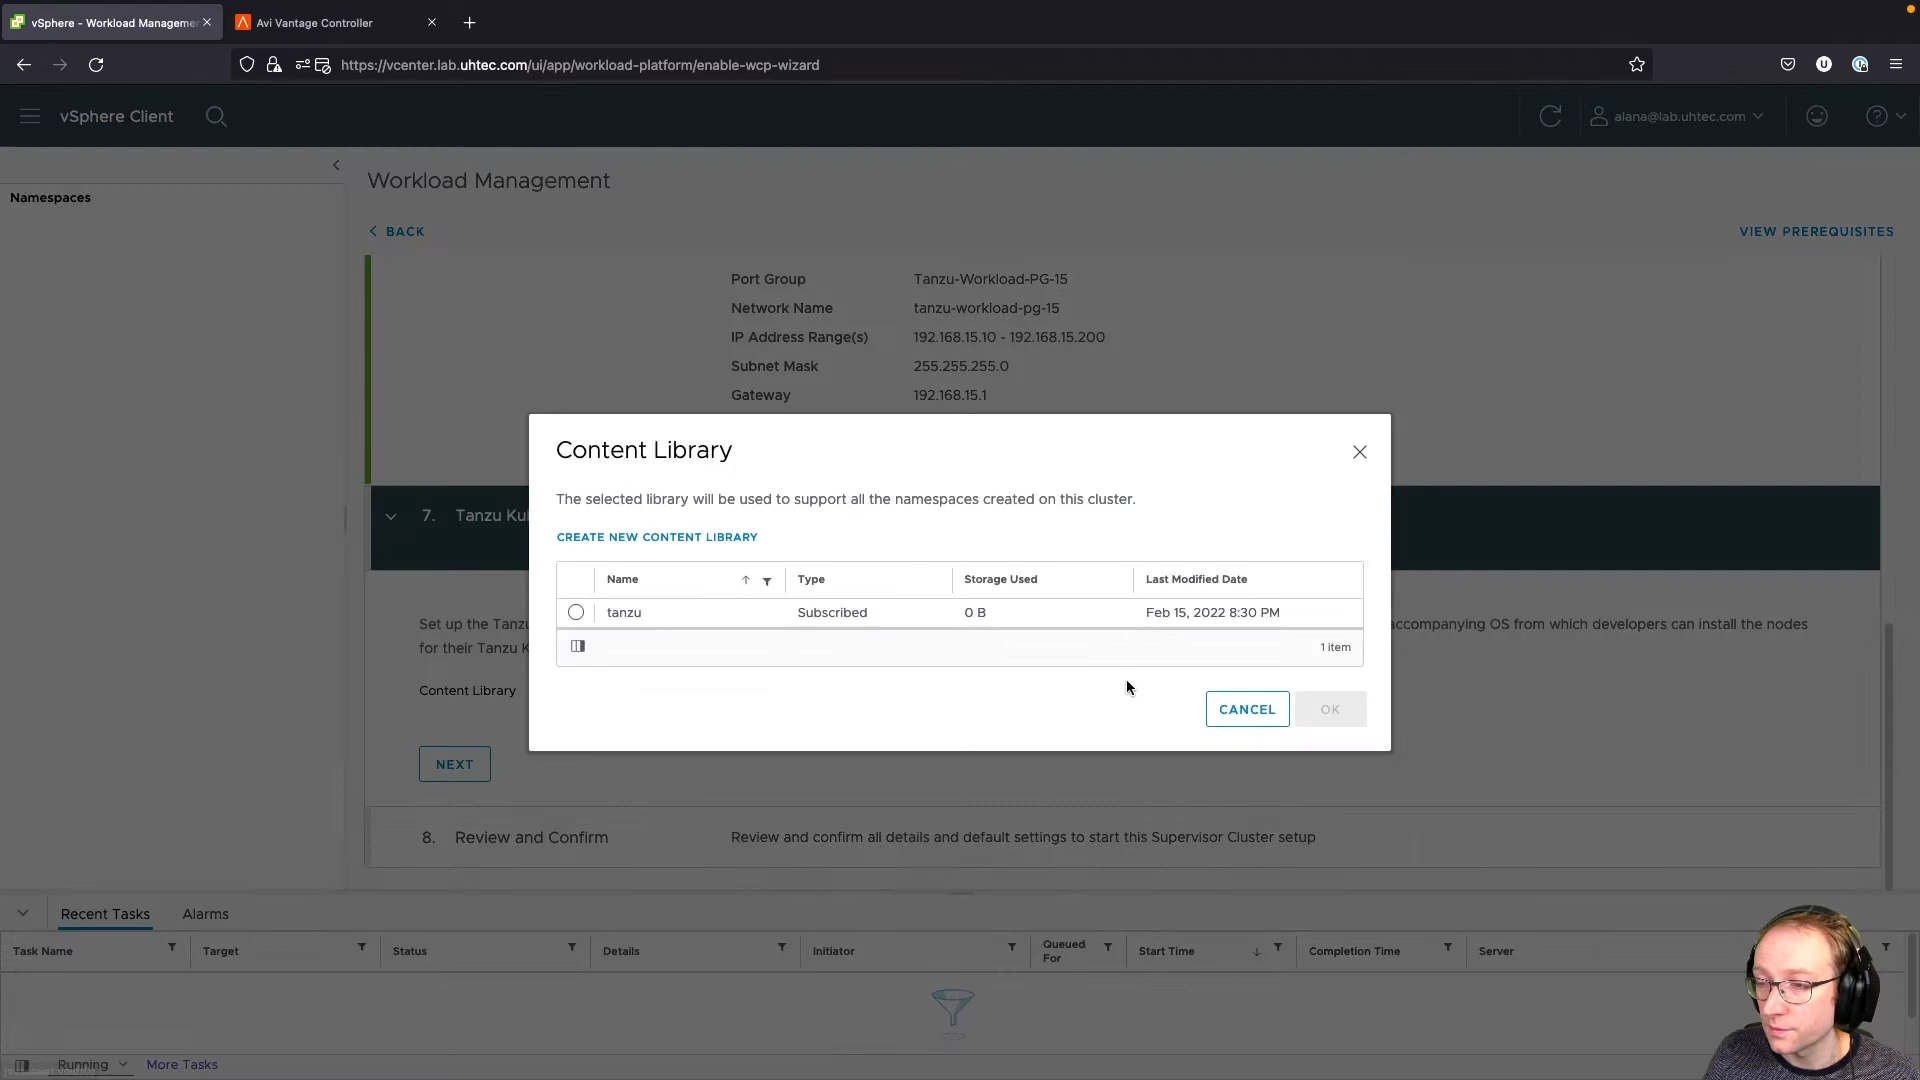 vSphere - Workload Manageme
Avi Vantage Controller
https://vcenter.lab.uhtec.com/ui/app/workload-platform/enable-wcp-wizard
vSphere Client
alana@lab.uhtec.com
Namespaces
Workload Management
BACK
VIEW PREREQUISITES
Port Group Tanzu-Workload-PG-15
Network Name tanzu-workload-pg-15
IP Address Range(s) 192.168.15.10 - 192.168.15.200
Subnet Mask 255.255.255.0
Gateway 192.168.15.1
Content Library
The selected library will be used to support all the namespaces created on this cluster.
7. Tanzu Ku
CREATE NEW CONTENT LIBRARY
Name Type Storage Used Last Modified Date
tanzu Subscribed 0 B Feb 15, 2022 8:30 PM
1 item
Set up the Tanz accompanying OS from which developers can install the nodes
for their Tanzu K
Content Library
CANCEL OK
NEXT
8. Review and Confirm Review and confirm all details and default settings to start this Supervisor Cluster setup
Recent Tasks Alarms
Task Name Target Status Details Initiator Queued For Start Time Completion Time Server
Running More Tasks